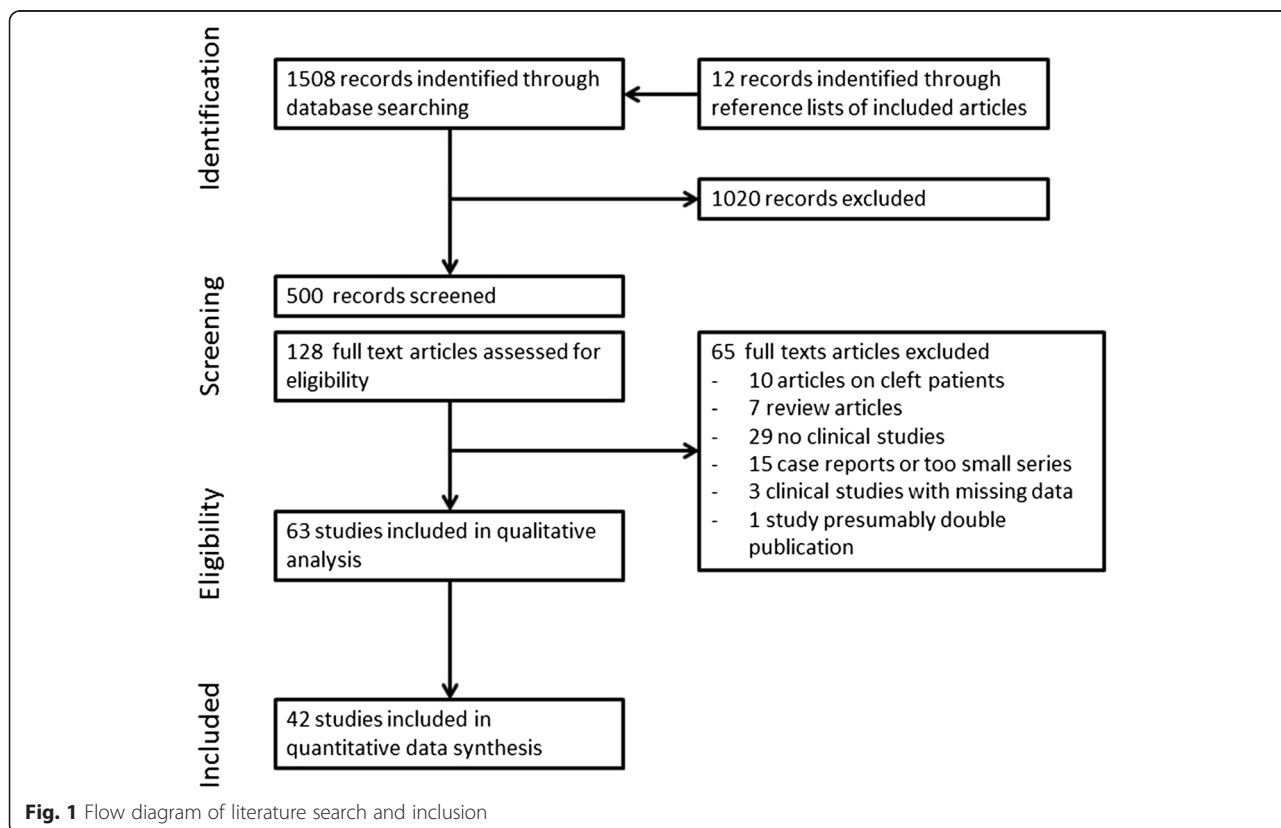 Identification
1508 records indentified through
database searching
12 records indentified through
reference lists of included articles
1020 records excluded
Screening
500 records screened
128 full text articles assessed for
eligibility
65 full texts articles excluded
- 10 articles on cleft patients
- 7 review articles
- 29 no clinical studies
- 15 case reports or too small series
- 3 clinical studies with missing data
- 1 study presumably double
publication
Eligibility
63 studies included in qualitative
analysis
Included
42 studies included in
quantitative data synthesis
Fig. 1 Flow diagram of literature search and inclusion